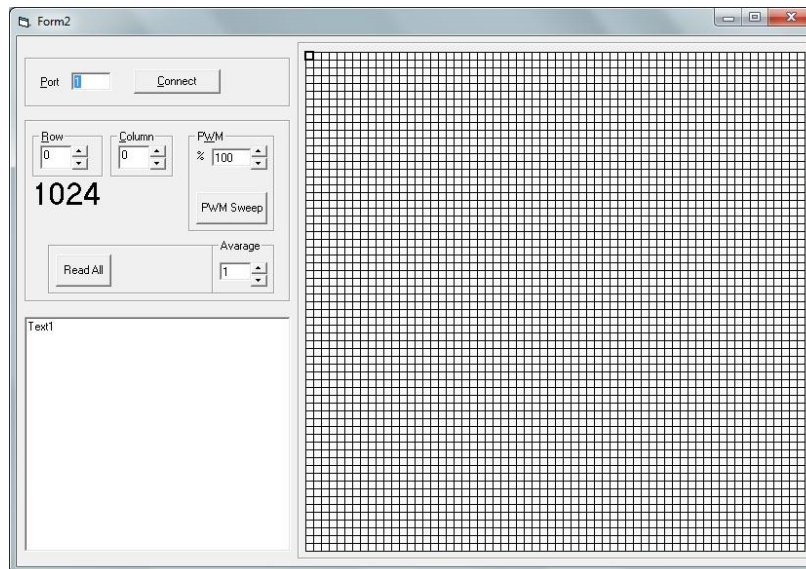 Form2
Port 1 Connect
Row Column PWM
0 0 % 100
1024
PWM Sweep
Avarage
Read All 1
Text1